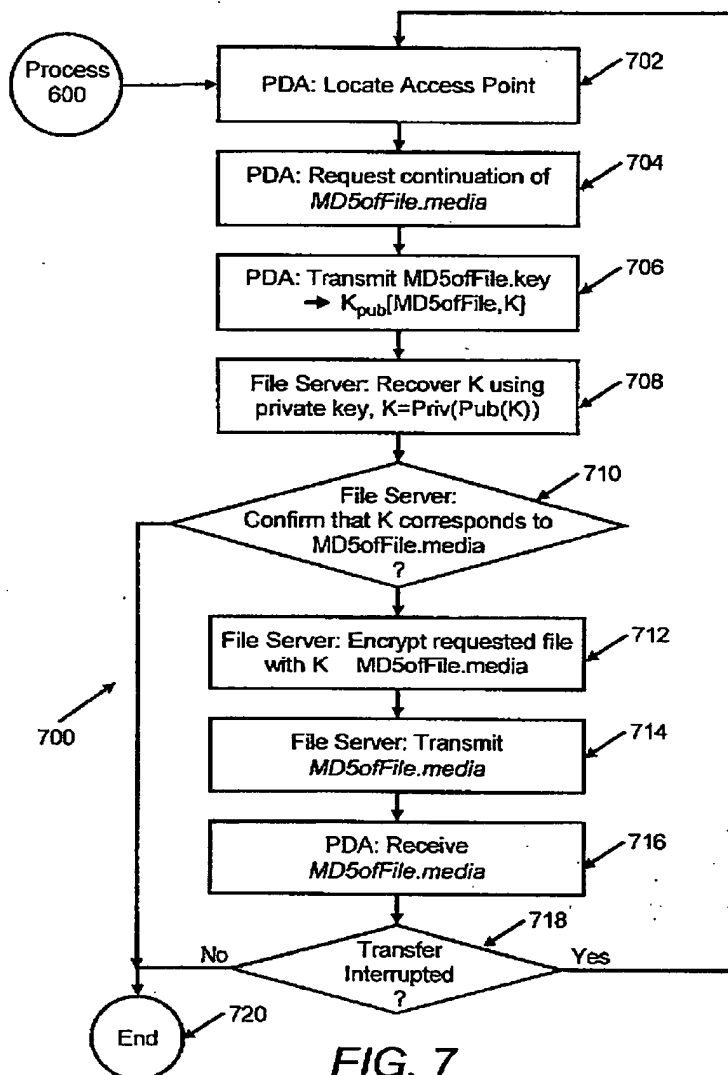 Process
600
PDA: Locate Access Point
702
PDA: Request continuation of
MD5ofFile.media
704
PDA: Transmit MD5ofFile.key
➔ Kpub[MD5ofFile,K]
706
File Server: Recover K using
private key, K=Priv(Pub(K))
708
File Server:
Confirm that K corresponds to
MD5ofFile.media
?
710
File Server: Encrypt requested file
with K MD5ofFile.media
712
700
File Server: Transmit
MD5ofFile.media
714
PDA: Receive
MD5ofFile.media
716
718
No
Transfer
Interrupted
?
Yes
End
720
FIG. 7